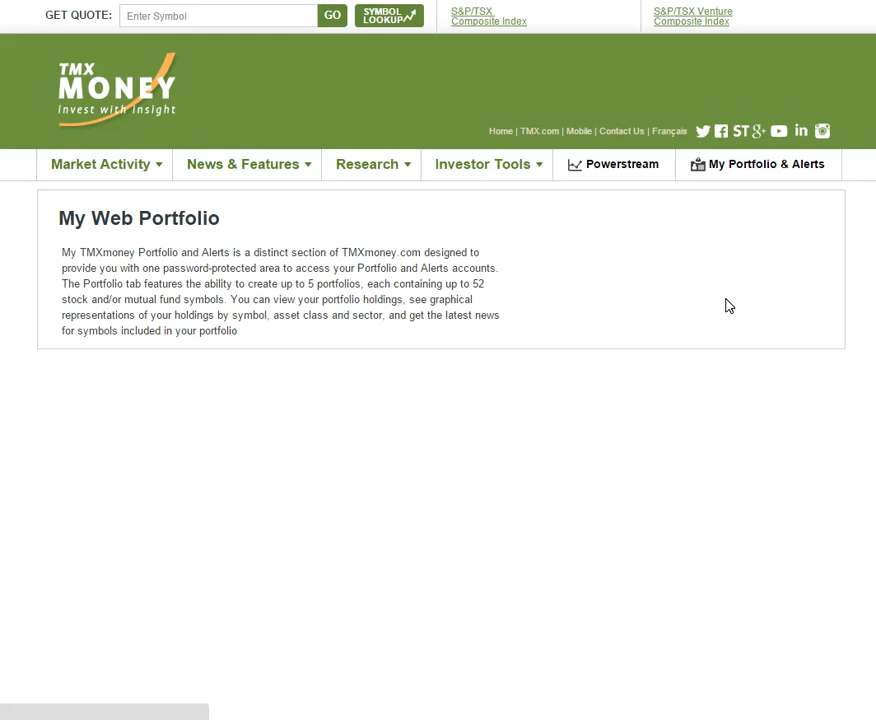 GET QUOTE: Enter Symbol GO SYMBOL LOOKUP
S&P/TSX Composite Index
S&P/TSX Venture Composite Index
TMX
MONEY
invest with insight
Home | TMX.com | Mobile | Contact Us | Français ST g+ in
Market Activity News & Features Research Investor Tools Powerstream My Portfolio & Alerts
My Web Portfolio
My TMXmoney Portfolio and Alerts is a distinct section of TMXmoney.com designed to
provide you with one password-protected area to access your Portfolio and Alerts accounts.
The Portfolio tab features the ability to create up to 5 portfolios, each containing up to 52
stock and/or mutual fund symbols. You can view your portfolio holdings, see graphical
representations of your holdings by symbol, asset class and sector, and get the latest news
for symbols included in your portfolio